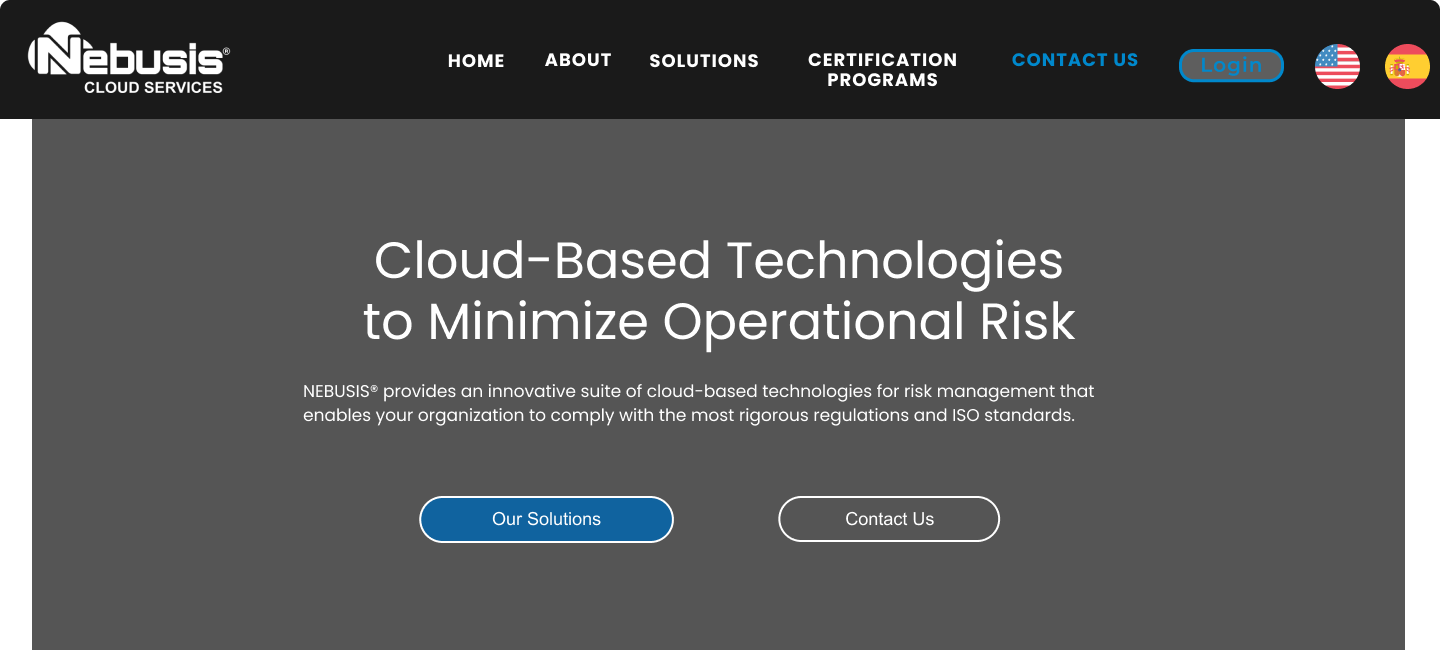 Nebusis®
CLOUD SERVICES
HOME
ABOUT
SOLUTIONS
CERTIFICATION
PROGRAMS
CONTACT US
Login
Cloud-Based Technologies
to Minimize Operational Risk
NEBUSIS® provides an innovative suite of cloud-based technologies for risk management that
enables your organization to comply with the most rigorous regulations and ISO standards.
Our Solutions
Contact Us